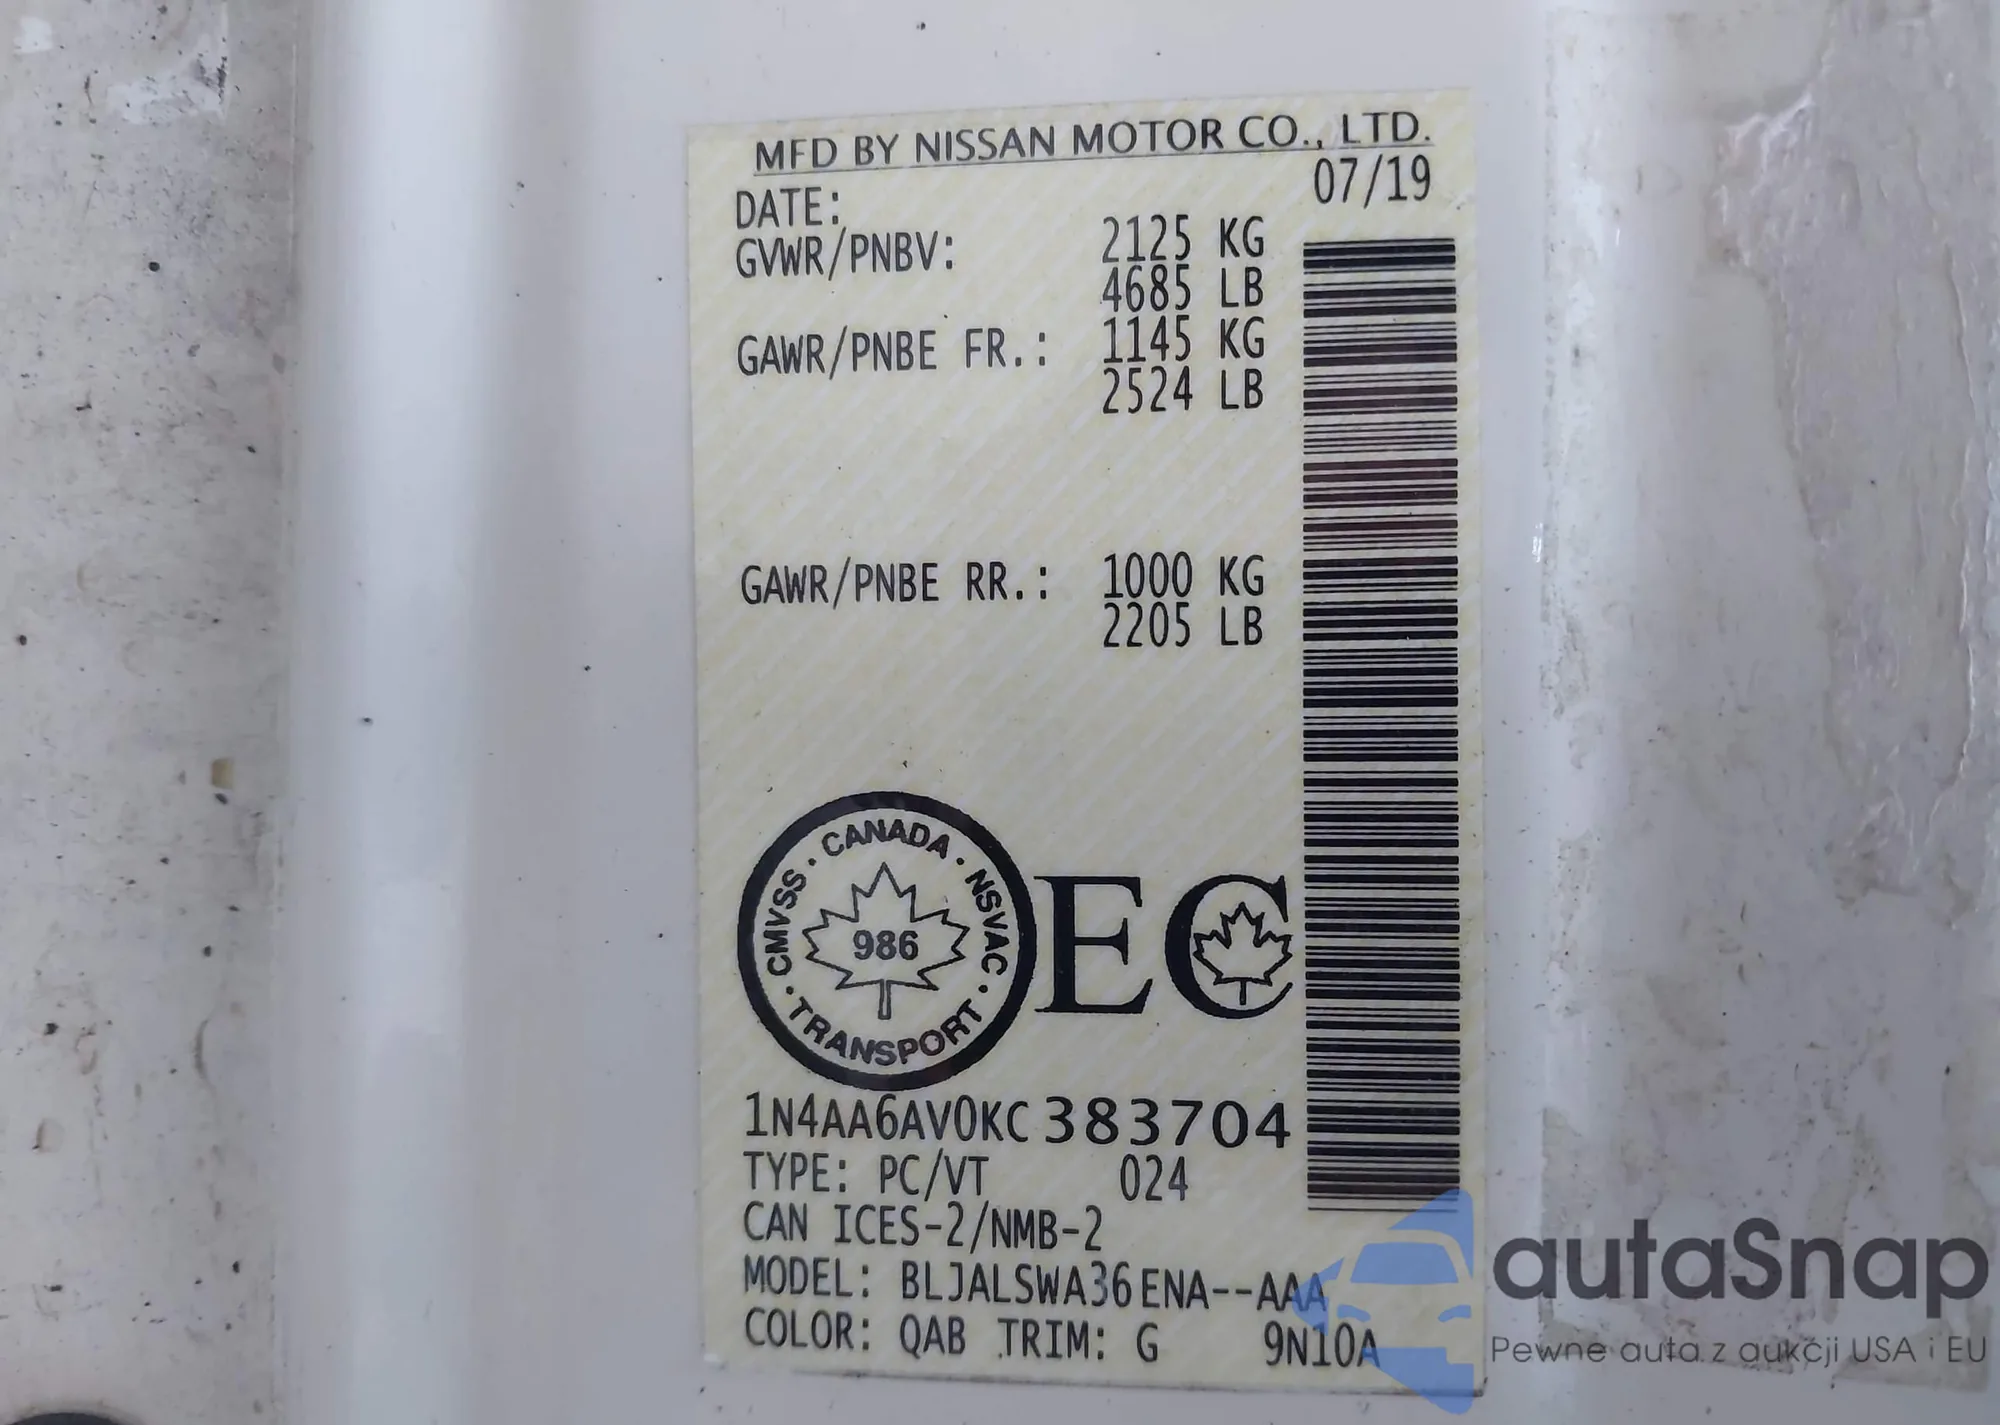 MFD BY NISSAN MOTOR CO., LTD.
DATE: 07/19
GVWR/PNBV: 2125 KG
4685 LB
GAWR/PNBE FR.: 1145 KG
2524 LB
GAWR/PNBE RR.: 1000 KG
2205 LB
CANADA · NSVAC · TRANSPORT · CMVSS ·
986
EC
1N4AA6AV0KC383704
TYPE: PC/VT 024
CAN ICES-2/NMB-2
MODEL: BLJALSWA36ENA--AAA
COLOR: QAB TRIM: G 9N10A
autaSnap
Pewne auta z aukcji USA i EU